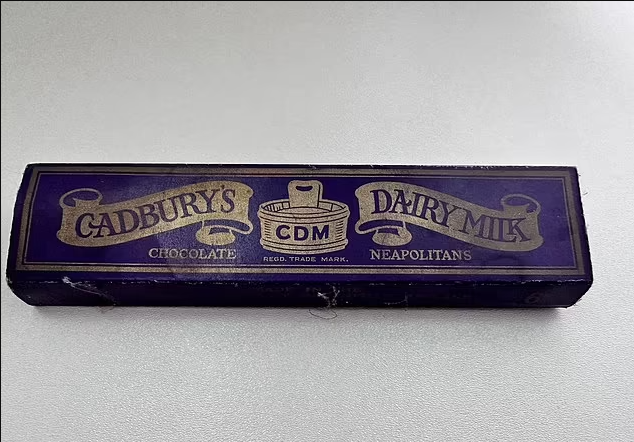 CADBURY'S
CHOCOLATE
CDM
REGD. TRADE MARK.
DAIRY MILK
NEAPOLITANS